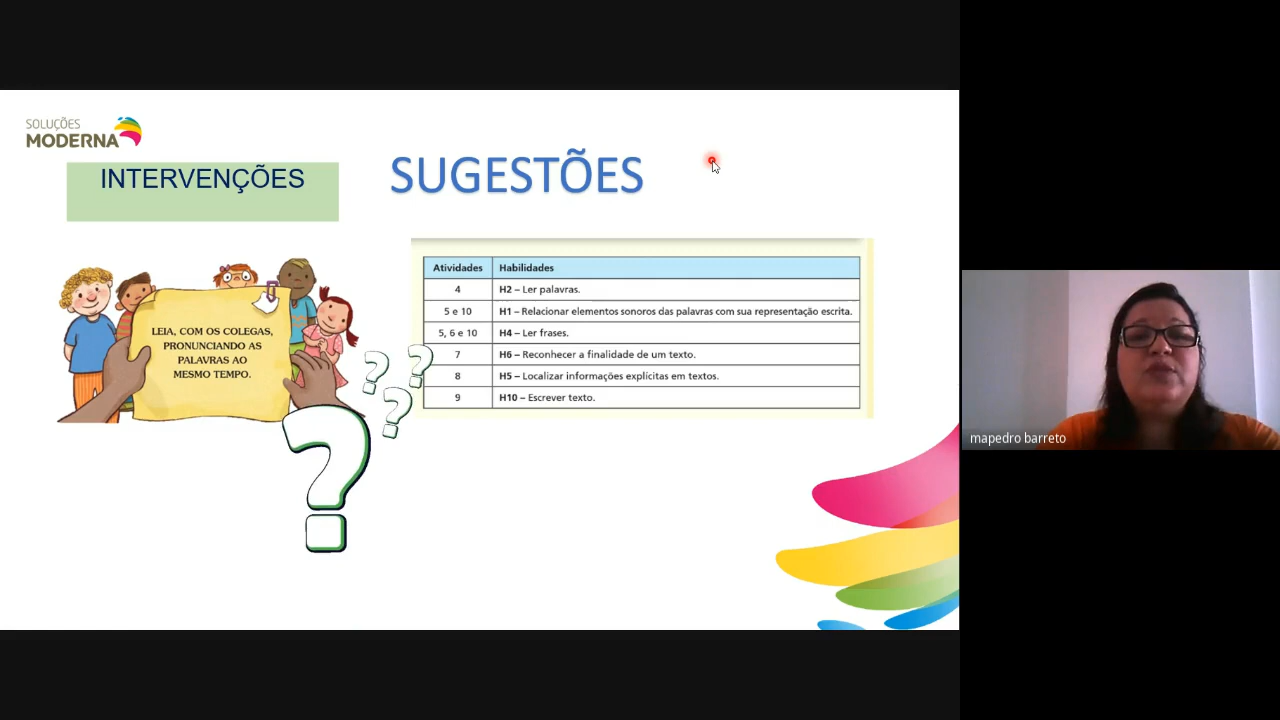 SOLUÇÕES
MODERNA
INTERVENÇÕES
SUGESTÕES
LEIA, COM OS COLEGAS,
PRONUNCIANDO AS
PALAVRAS AO
MESMO TEMPO.
Atividades Habilidades
4 H2 – Ler palavras.
5 e 10 H1 – Relacionar elementos sonoros das palavras com sua representação escrita.
5, 6 e 10 H4 – Ler frases.
7 H6 – Reconhecer a finalidade de um texto.
8 H5 – Localizar informações explícitas em textos.
9 H10 – Escrever texto.
? ? ?
?
mapedro barreto